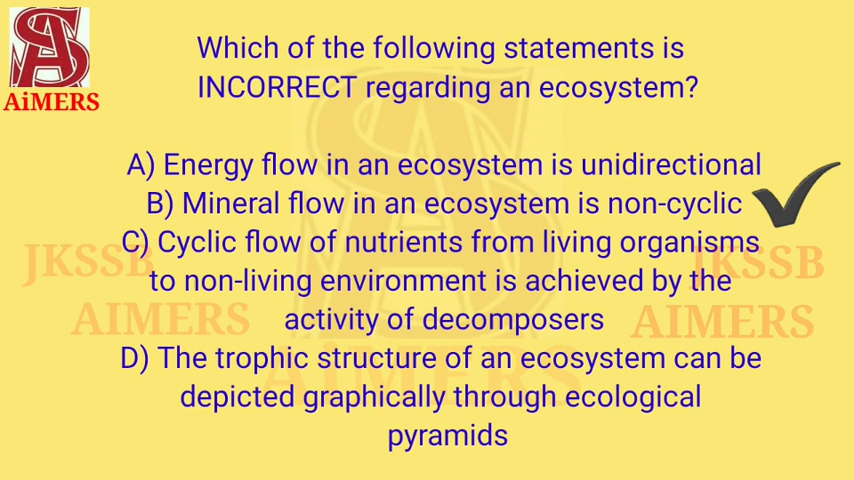 Which of the following statements is
INCORRECT regarding an ecosystem?
AiMERS
A) Energy flow in an ecosystem is unidirectional
B) Mineral flow in an ecosystem is non-cyclic
C) Cyclic flow of nutrients from living organisms
to non-living environment is achieved by the
activity of decomposers
D) The trophic structure of an ecosystem can be
depicted graphically through ecological
pyramids
JKSSB
AIMERS
JKSSB
AIMERS
AiMERS